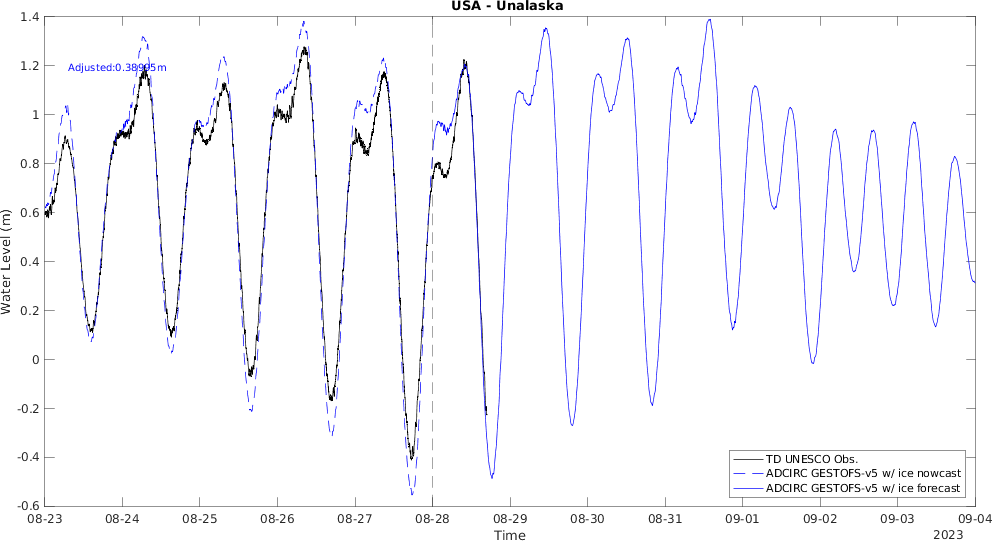 USA - Unalaska
1.4
1.2
1
0.8
0.6
0.4
0.2
0
-0.2
-0.4
-0.6
Water Level (m)
Adjusted:0.38995m
TD UNESCO Obs.
ADCIRC GESTOFS-v5 w/ ice nowcast
ADCIRC GESTOFS-v5 w/ ice forecast
08-23 08-24 08-25 08-26 08-27 08-28 08-29 08-30 08-31 09-01 09-02 09-03 09-04
Time
2023